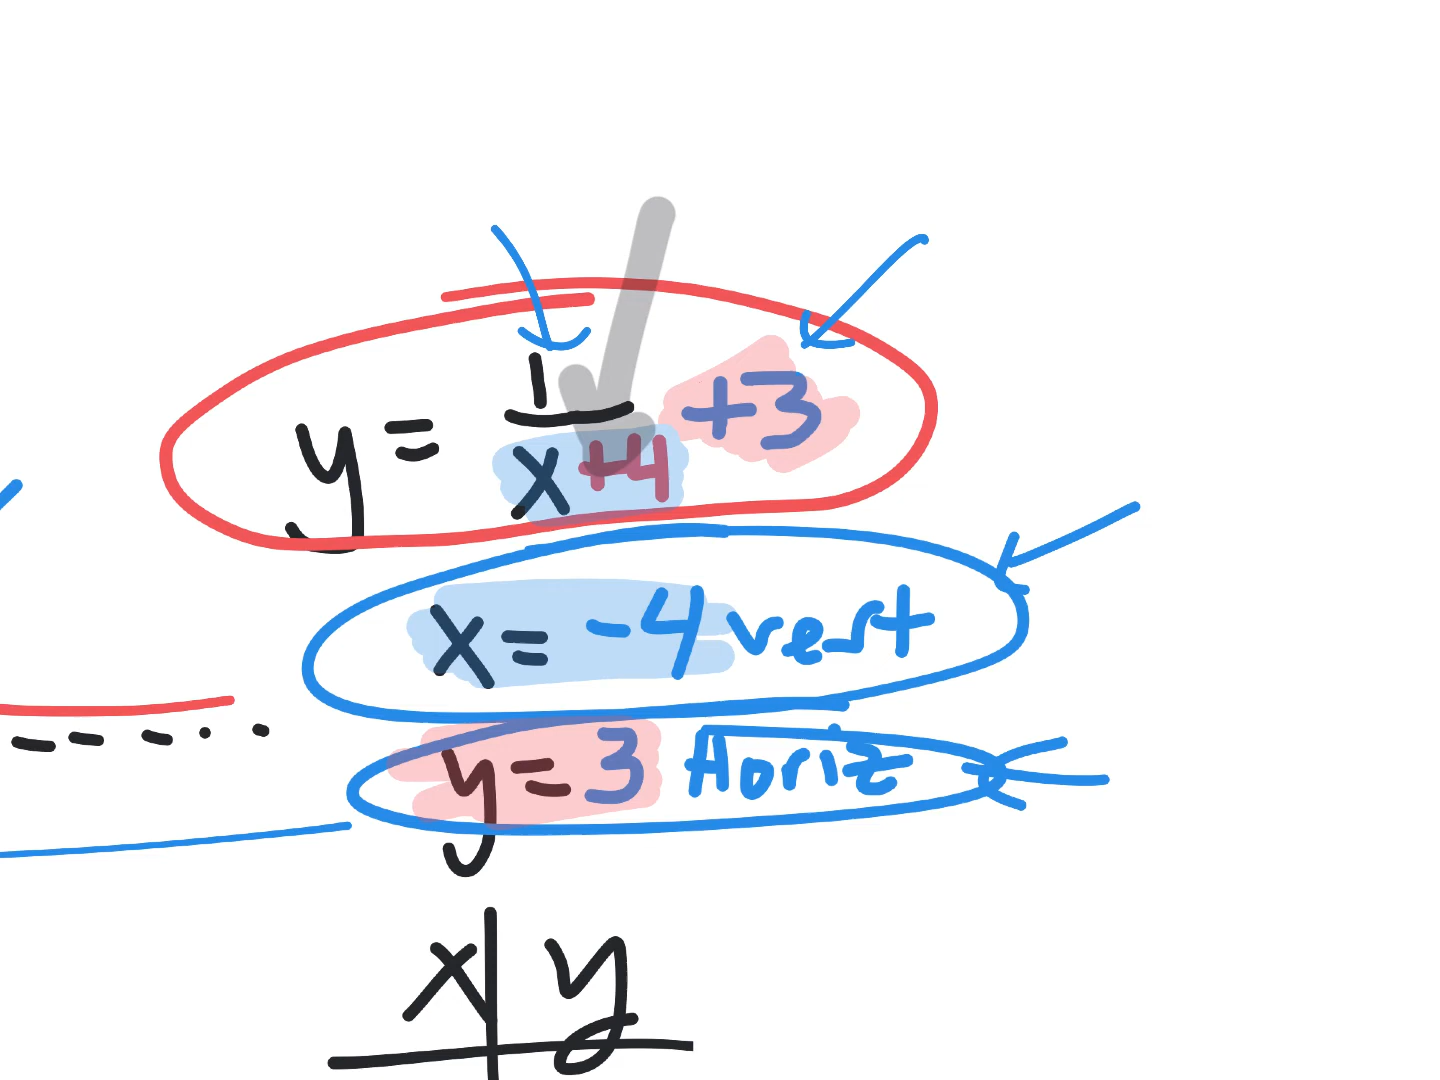 y = 1/(x+4) +3
x = -4 vert
y = 3 Horiz
x | y